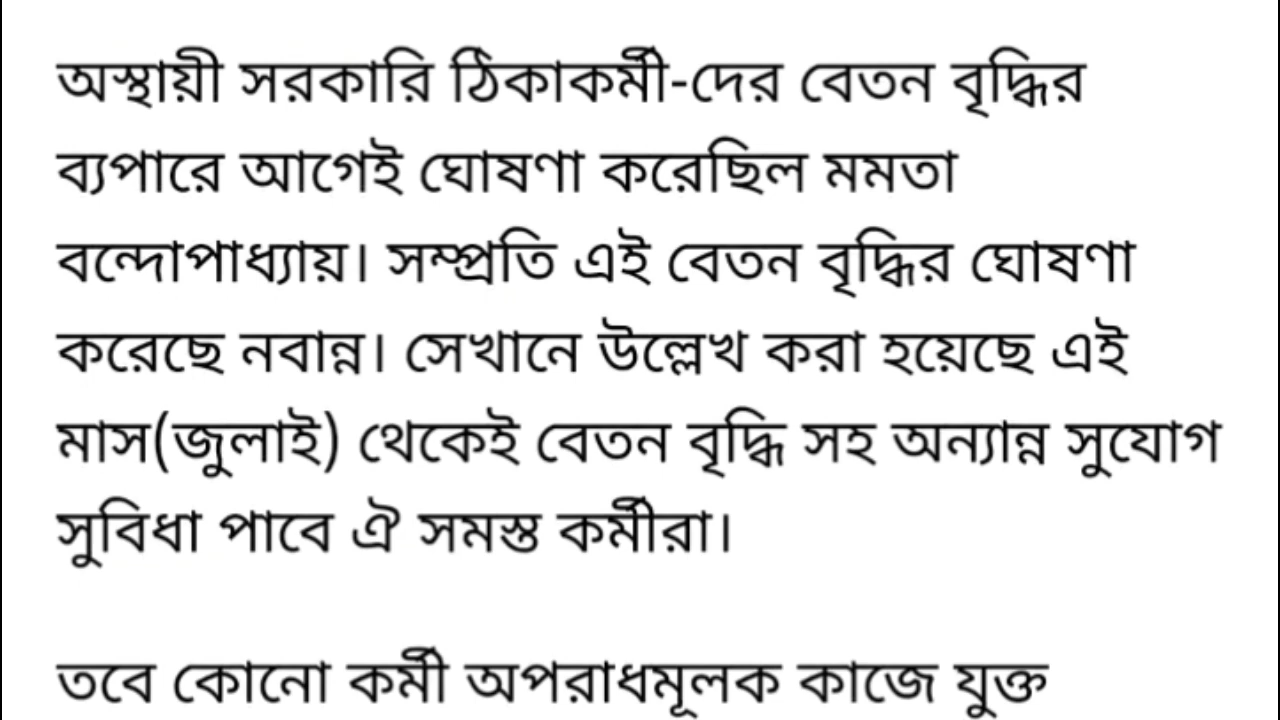 অস্থায়ী সরকারি ঠিকাকর্মী-দের বেতন বৃদ্ধির
ব্যপারে আগেই ঘোষণা করেছিল মমতা
বন্দোপাধ্যায়। সম্প্রতি এই বেতন বৃদ্ধির ঘোষণা
করেছে নবান্ন। সেখানে উল্লেখ করা হয়েছে এই
মাস(জুলাই) থেকেই বেতন বৃদ্ধি সহ অন্যান্ন সুযোগ
সুবিধা পাবে ঐ সমস্ত কর্মীরা।
তবে কোনো কর্মী অপরাধমূলক কাজে যুক্ত